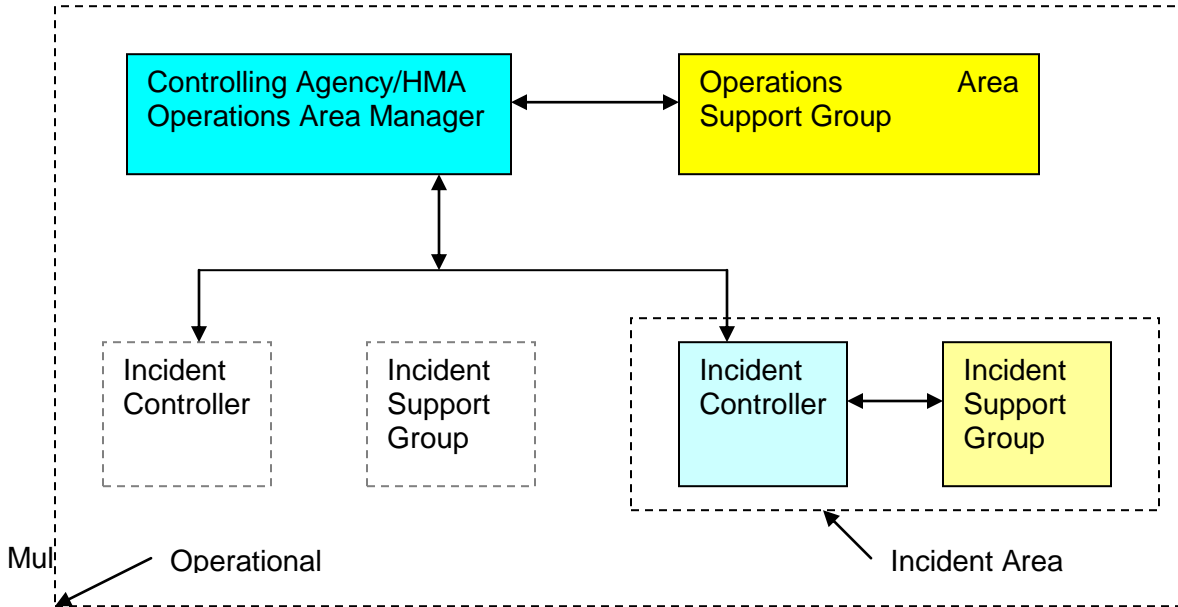 Controlling Agency/HMA
Operations Area Manager
Operations Area
Support Group
Incident
Controller
Incident
Support
Group
Incident
Controller
Incident
Support
Group
Mul
Operational
Incident Area